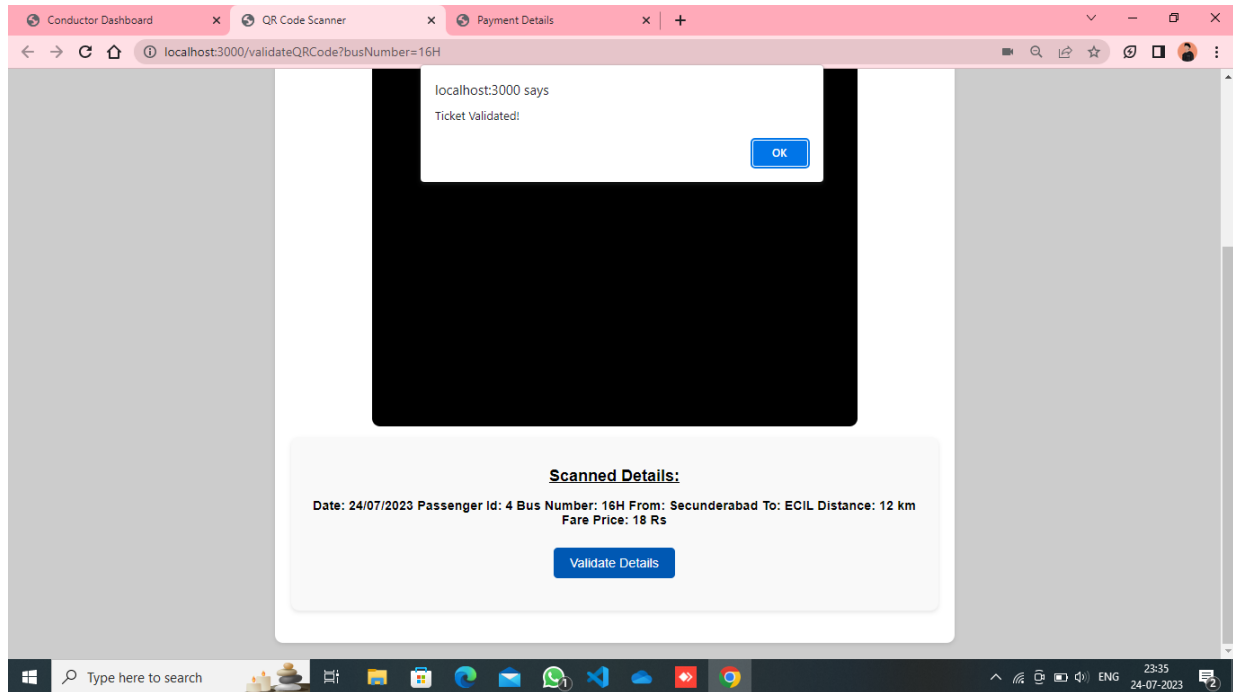 Conductor Dashboard
QR Code Scanner
Payment Details
localhost:3000/validateQRCode?busNumber=16H
localhost:3000 says
Ticket Validated!
OK
Scanned Details:
Date: 24/07/2023 Passenger Id: 4 Bus Number: 16H From: Secunderabad To: ECIL Distance: 12 km
Fare Price: 18 Rs
Validate Details
Type here to search
1
ENG
23:35
24-07-2023
2